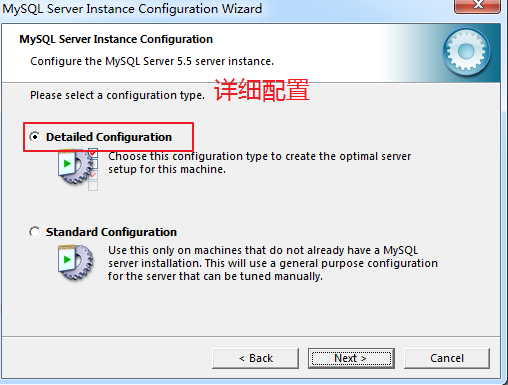 MySQL Server Instance Configuration Wizard
MySQL Server Instance Configuration
Configure the MySQL Server 5.5 server instance.
Please select a configuration type. 详细配置
Detailed Configuration
Choose this configuration type to create the optimal server
setup for this machine.
Standard Configuration
Use this only on machines that do not already have a MySQL
server installation. This will use a general purpose configuration
for the server that can be tuned manually.
< Back
Next >
Cancel